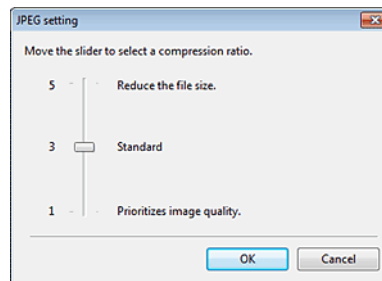 JPEG setting
Move the slider to select a compression ratio.
5 Reduce the file size.
3 Standard
1 Prioritizes image quality.
OK Cancel